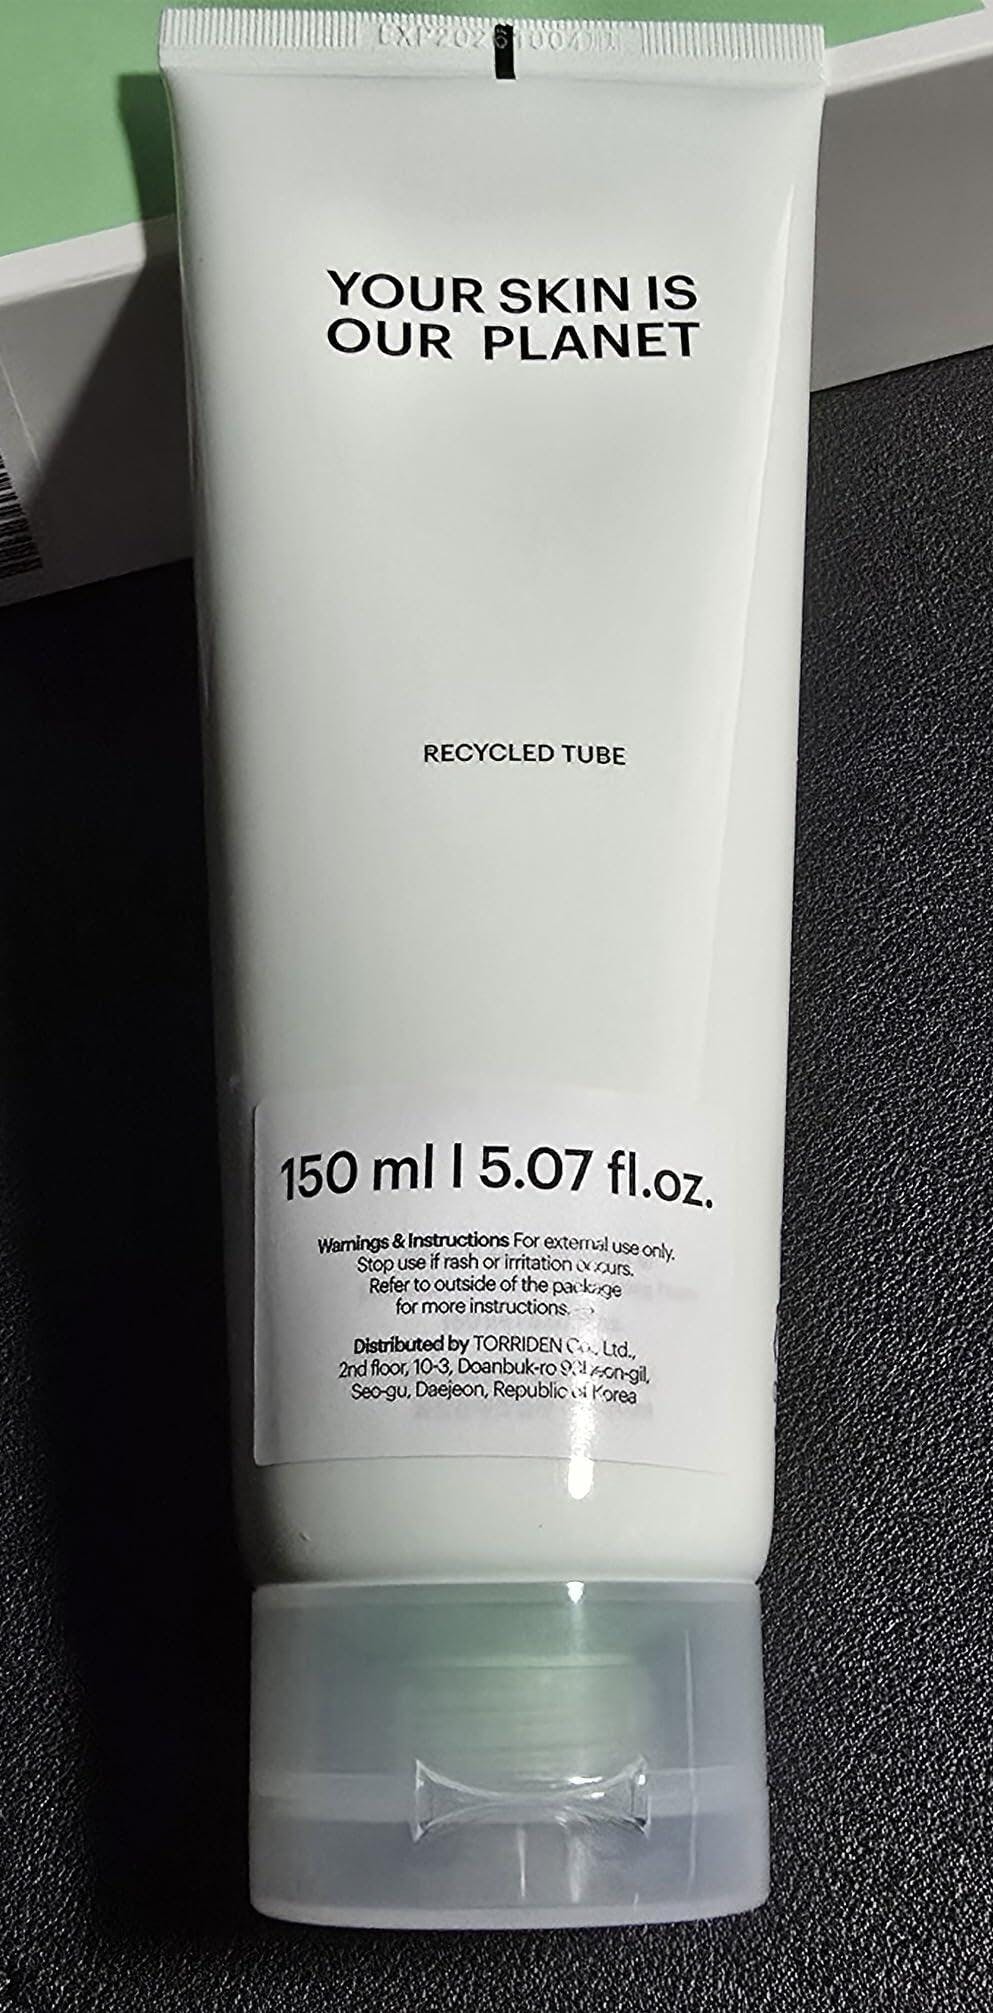 YOUR SKIN IS
OUR PLANET
RECYCLED TUBE
150 ml | 5.07 fl.oz.
Warnings & Instructions For external use only.
Stop use if rash or irritation occurs.
Refer to outside of the package
for more instructions.
Distributed by TORRIDEN Co., Ltd.,
2nd floor, 10-3, Doanbuk-ro
Seo-gu, Daejeon, Republic of Korea